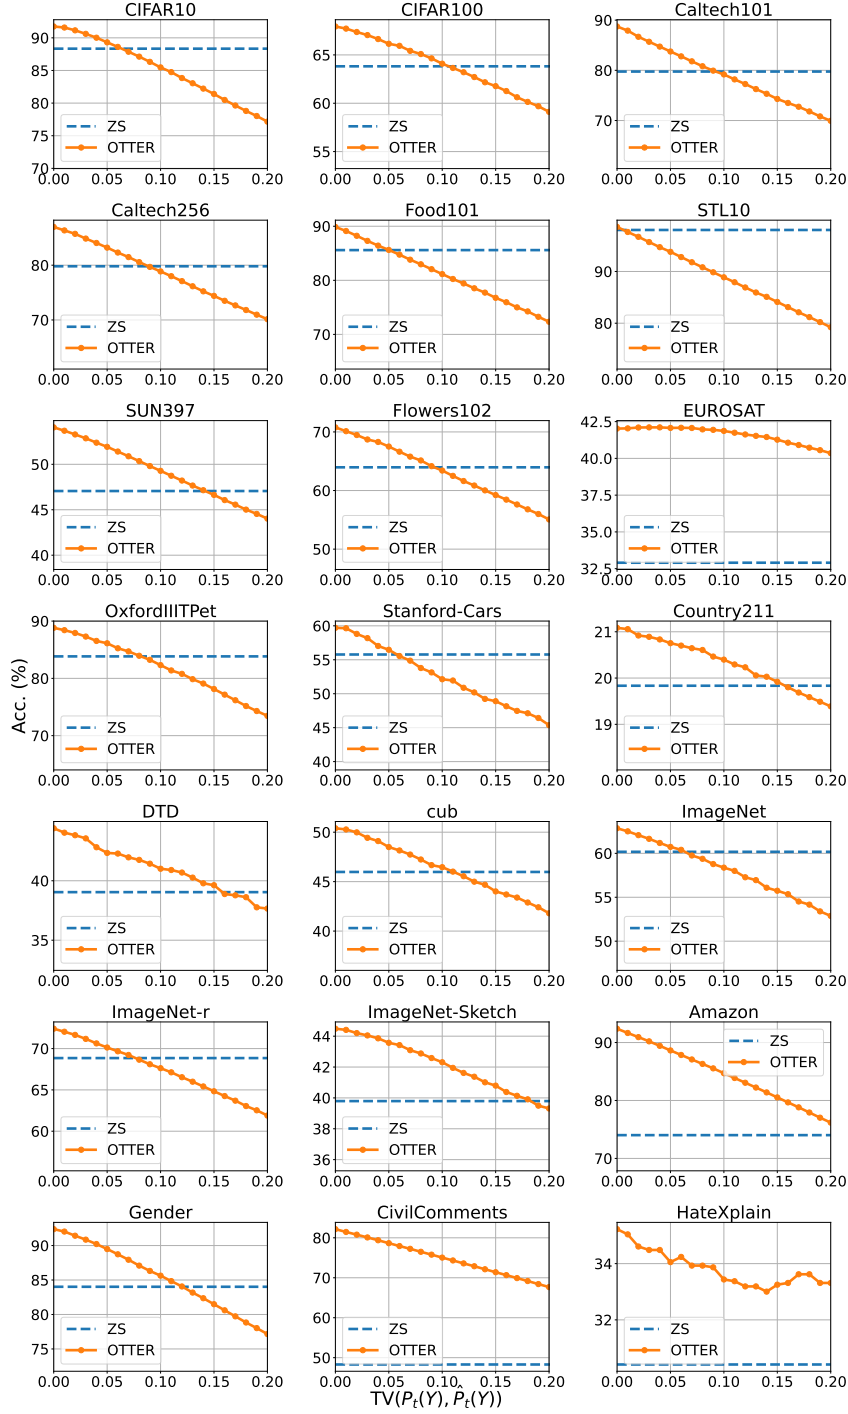 CIFAR10
90
85
80
75
70
0.00 0.05 0.10 0.15 0.20
ZS
OTTER
CIFAR100
65
60
55
0.00 0.05 0.10 0.15 0.20
ZS
OTTER
Caltech101
90
80
70
0.00 0.05 0.10 0.15 0.20
ZS
OTTER
Caltech256
80
70
0.00 0.05 0.10 0.15 0.20
ZS
OTTER
Food101
90
80
70
0.00 0.05 0.10 0.15 0.20
ZS
OTTER
STL10
90
80
0.00 0.05 0.10 0.15 0.20
ZS
OTTER
SUN397
50
45
40
0.00 0.05 0.10 0.15 0.20
ZS
OTTER
Flowers102
70
60
50
0.00 0.05 0.10 0.15 0.20
ZS
OTTER
EUROSAT
42.5
40.0
37.5
35.0
32.5
0.00 0.05 0.10 0.15 0.20
ZS
OTTER
Acc. (%)
OxfordIIITPet
90
80
70
0.00 0.05 0.10 0.15 0.20
ZS
OTTER
Stanford-Cars
60
55
50
45
40
0.00 0.05 0.10 0.15 0.20
ZS
OTTER
Country211
21
20
19
0.00 0.05 0.10 0.15 0.20
ZS
OTTER
DTD
40
35
0.00 0.05 0.10 0.15 0.20
ZS
OTTER
cub
50
45
40
0.00 0.05 0.10 0.15 0.20
ZS
OTTER
ImageNet
60
55
50
0.00 0.05 0.10 0.15 0.20
ZS
OTTER
ImageNet-r
70
65
60
0.00 0.05 0.10 0.15 0.20
ZS
OTTER
ImageNet-Sketch
44
42
40
38
36
0.00 0.05 0.10 0.15 0.20
ZS
OTTER
Amazon
90
80
70
0.00 0.05 0.10 0.15 0.20
ZS
OTTER
Gender
90
85
80
75
0.00 0.05 0.10 0.15 0.20
ZS
OTTER
CivilComments
80
70
60
50
0.00 0.05 0.10 0.15 0.20
ZS
OTTER
HateXplain
34
32
0.00 0.05 0.10 0.15 0.20
ZS
OTTER
TV(P̂_t(Y), P_t(Y))